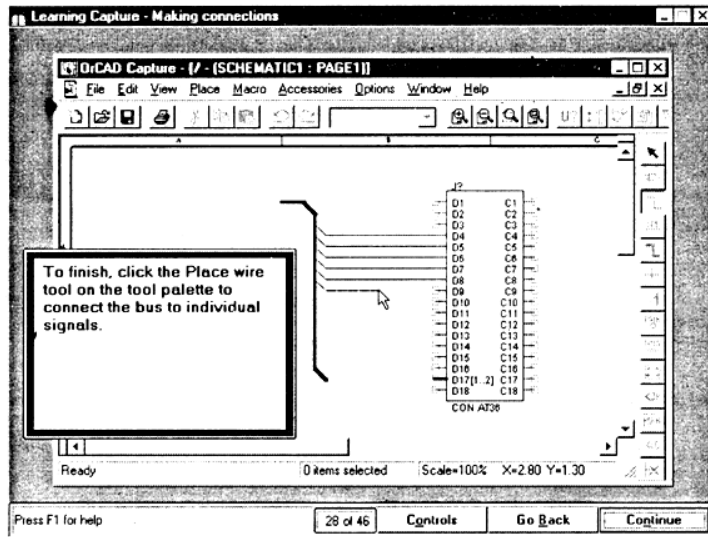 Learning Capture - Making connections
OrCAD Capture - [/ - (SCHEMATIC1 : PAGE1)]
File Edit View Place Macro Accessories Options Window Help
A B C
J?
D1 C1
D2 C2
D3 C3
D4 C4
D5 C5
D6 C6
D7 C7
D8 C8
D9 C9
D10 C10
D11 C11
D12 C12
D13 C13
D14 C14
D15 C15
D16 C16
D17[1..2] C17
D18 C18
CON AT36
To finish, click the Place wire
tool on the tool palette to
connect the bus to individual
signals.
Ready 0 items selected Scale=100% X=2.80 Y=1.30
Press F1 for help 28 of 46 Controls Go Back Continue